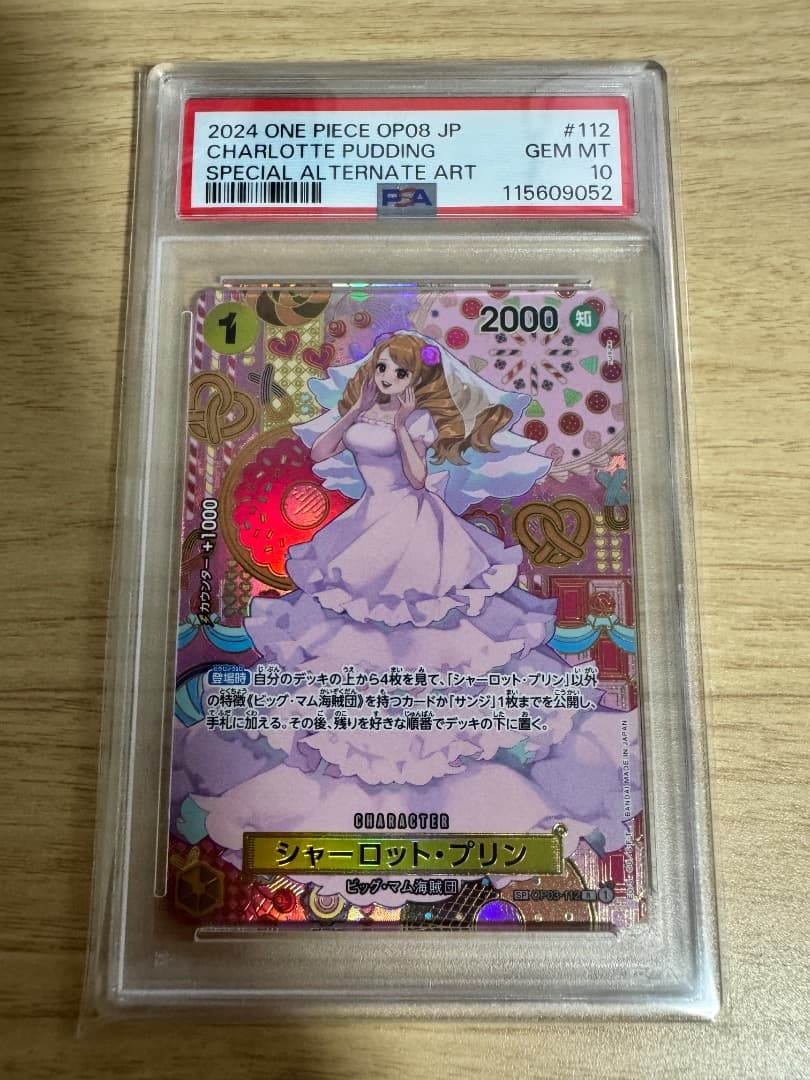 2024 ONE PIECE OP08 JP #112
CHARLOTTE PUDDING GEM MT
SPECIAL ALTERNATE ART 10
PSA 115609052
1
2000 知
カウンター +1000
登場時 自分のデッキの上から4枚を見て、「シャーロット・プリン」以外
の特徴《ビッグ・マム海賊団》を持つカードか「サンジ」1枚までを公開し、
手札に加える。その後、残りを好きな順番でデッキの下に置く。
CHARACTER
シャーロット・プリン
ビッグ・マム海賊団
SP OP03-112 R 1
BANDAI MADE IN JAPAN